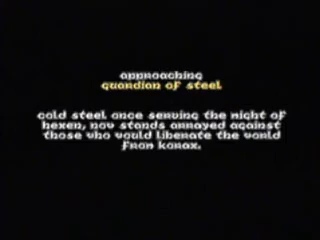 approaching
guardian of steel
cold steel once serving the might of
hexen, now stands arrayed against
those who would liberate the world
from korax.